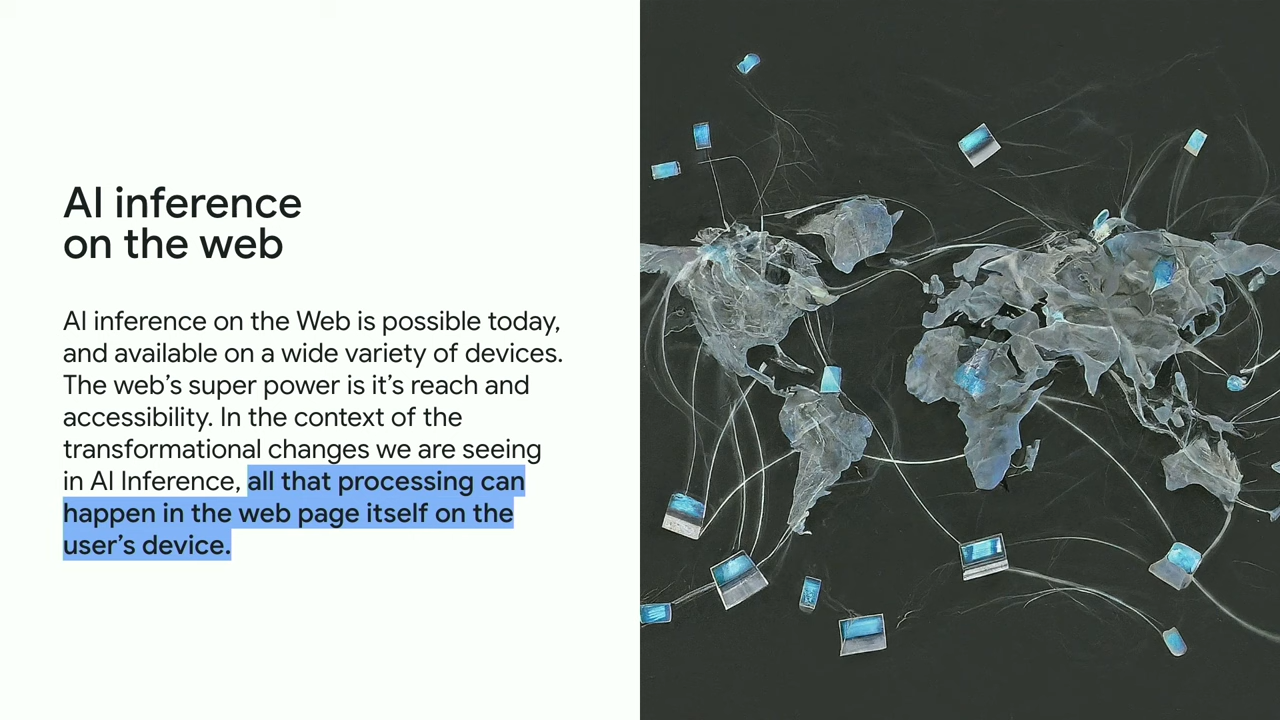 AI inference
on the web
AI inference on the Web is possible today,
and available on a wide variety of devices.
The web’s super power is it’s reach and
accessibility. In the context of the
transformational changes we are seeing
in AI Inference, all that processing can
happen in the web page itself on the
user’s device.